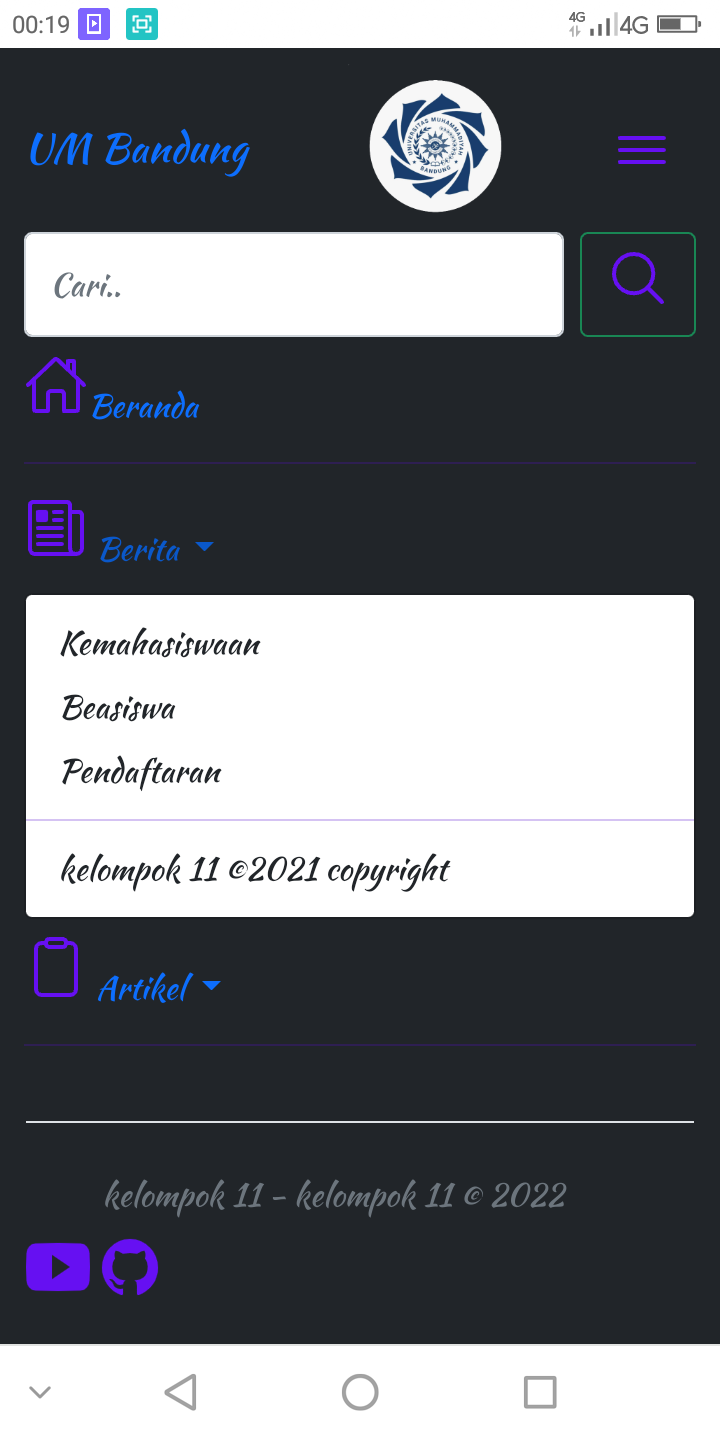 00:19
4G 4G
UM Bandung
UNIVERSITAS MUHAMMADIYAH BANDUNG
Cari..
Beranda
Berita
Kemahasiswaan
Beasiswa
Pendaftaran
kelompok 11 ©2021 copyright
Artikel
kelompok 11 - kelompok 11 © 2022